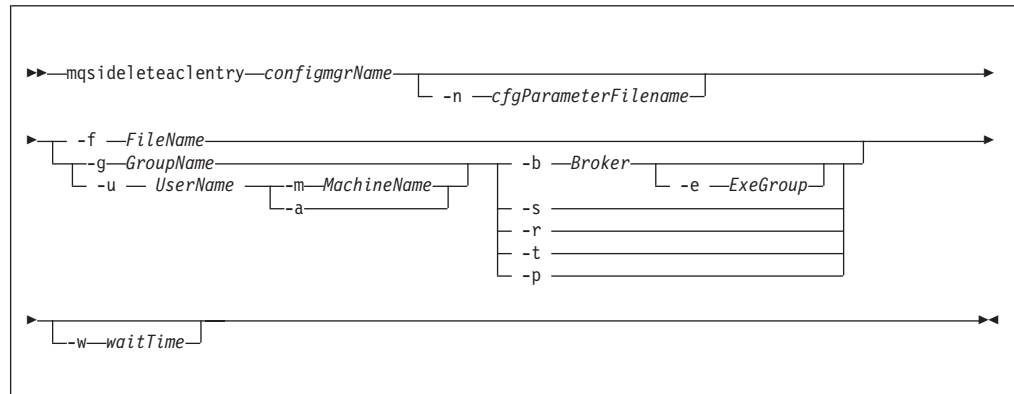 mqsideleteaclentry configmgrName
-n cfgParameterFilename
-f FileName
-g GroupName -b Broker
-u UserName -m MachineName -e ExeGroup
-a -s
-r
-t
-p
-w waitTime